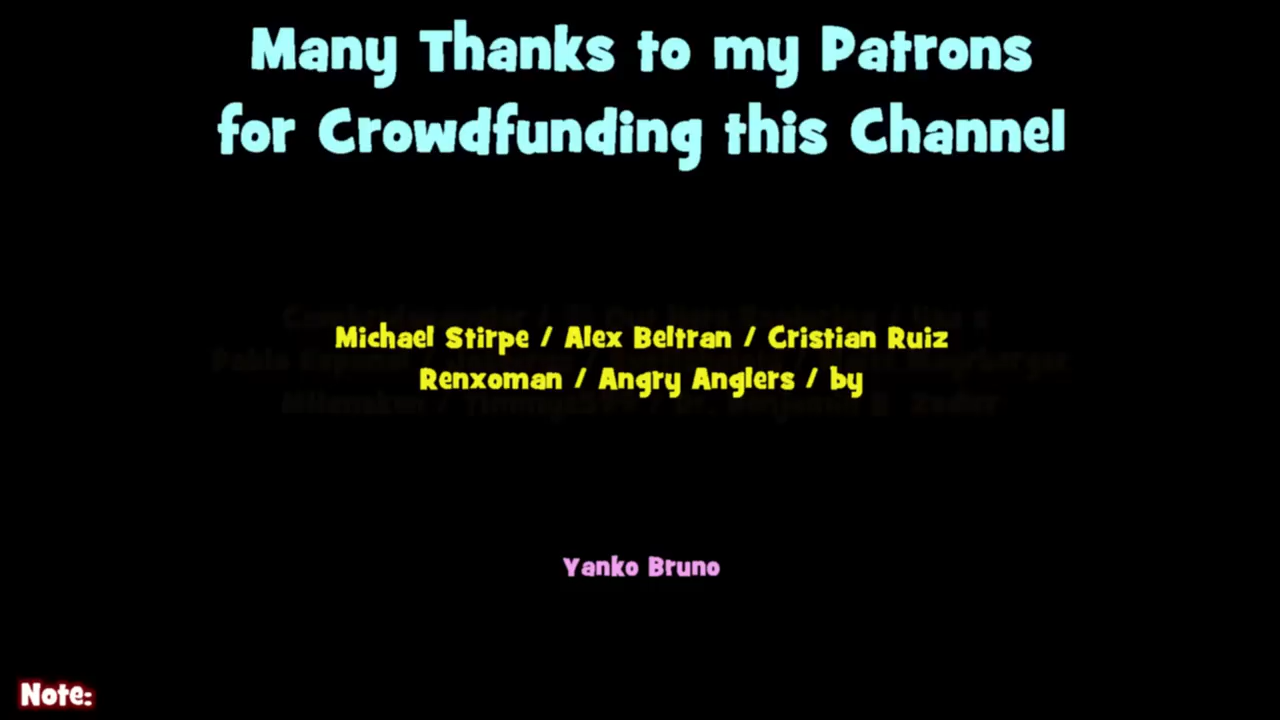 Many Thanks to my Patrons
for Crowdfunding this Channel
Michael Stirpe / Alex Beltran / Cristian Ruiz
Renxoman / Angry Anglers / by
Yanko Bruno
Note: